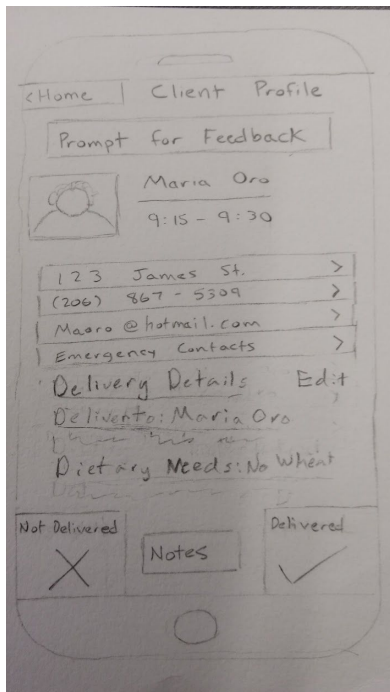 <Home
Client Profile
Prompt for Feedback
Maria Oro
9:15 - 9:30
123 James St. >
(206) 867-5309 >
Maoro@hotmail.com >
Emergency Contacts >
Delivery Details Edit
Deliver to: Maria Oro
Dietary Needs: No Wheat
Not Delivered
Notes
Delivered